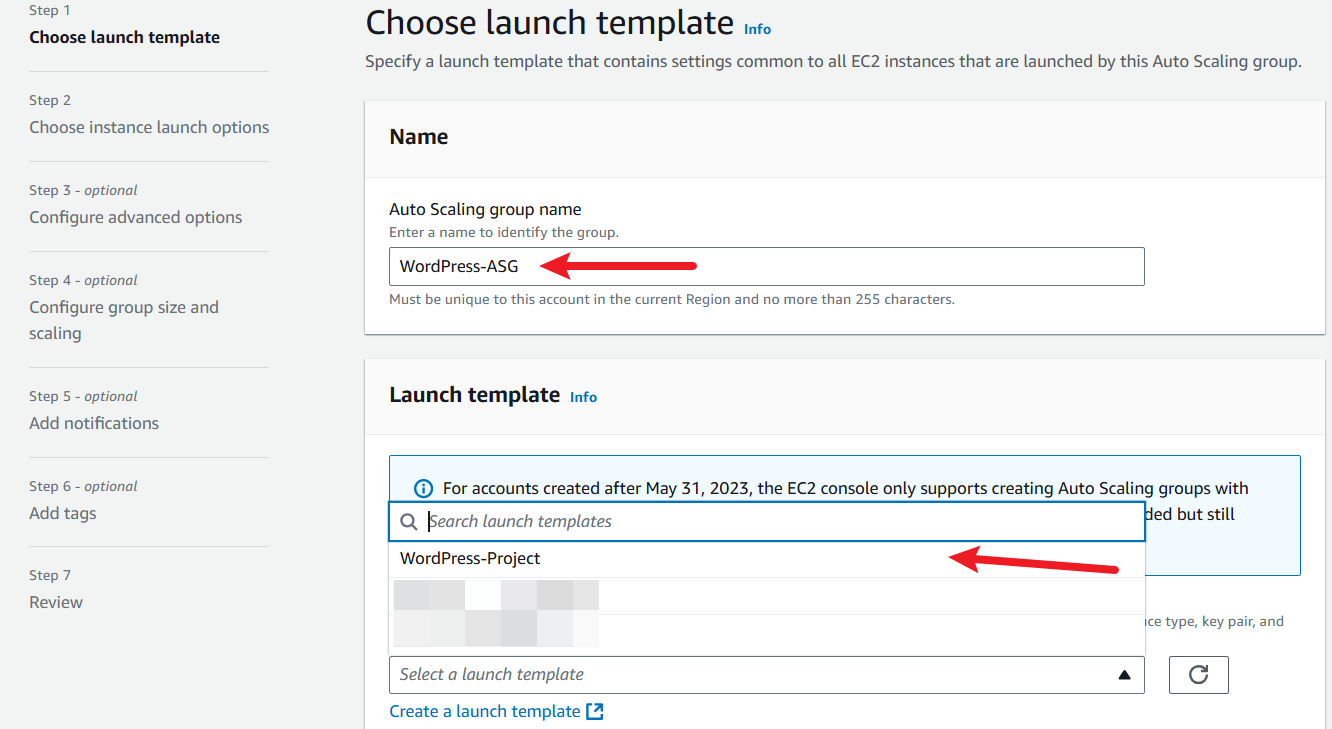 Step 1
Choose launch template
Step 2
Choose instance launch options
Step 3 - optional
Configure advanced options
Step 4 - optional
Configure group size and
scaling
Step 5 - optional
Add notifications
Step 6 - optional
Add tags
Step 7
Review
Choose launch template Info
Specify a launch template that contains settings common to all EC2 instances that are launched by this Auto Scaling group.
Name
Auto Scaling group name
Enter a name to identify the group.
WordPress-ASG
Must be unique to this account in the current Region and no more than 255 characters.
Launch template Info
For accounts created after May 31, 2023, the EC2 console only supports creating Auto Scaling groups with
but still
Search launch templates
WordPress-Project
type, key pair, and
Select a launch template
Create a launch template